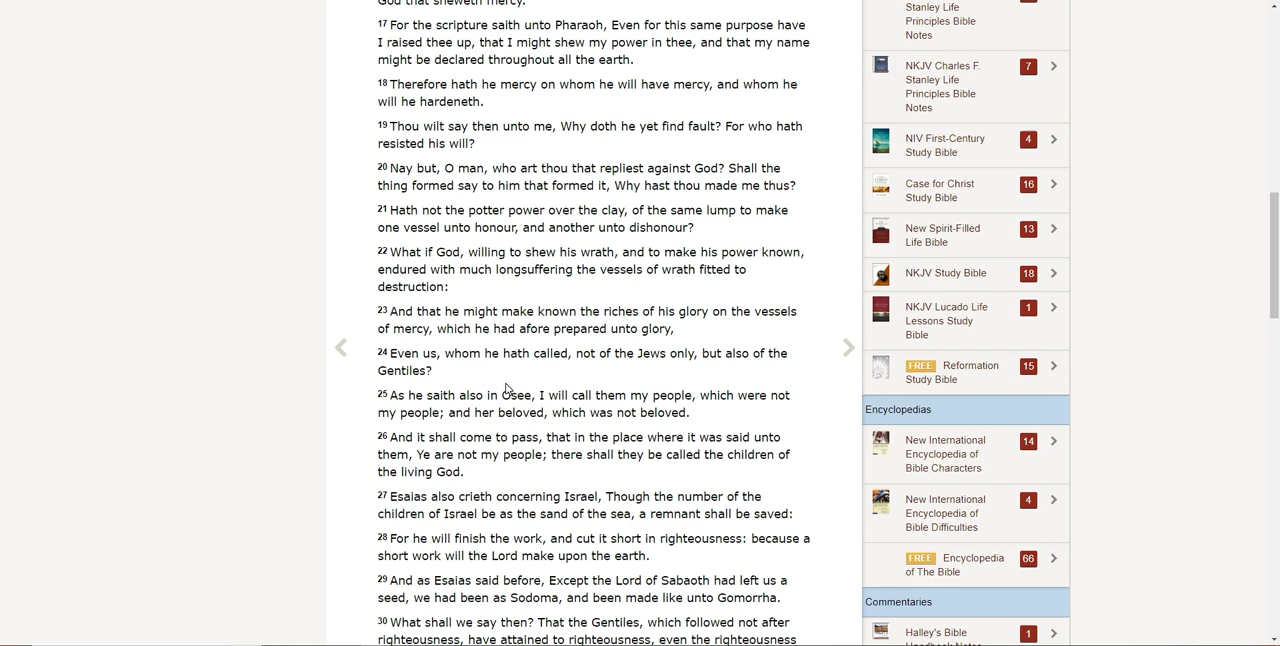 God that sheweth mercy.
17 For the scripture saith unto Pharaoh, Even for this same purpose have
I raised thee up, that I might shew my power in thee, and that my name
might be declared throughout all the earth.
18 Therefore hath he mercy on whom he will have mercy, and whom he
will he hardeneth.
19 Thou wilt say then unto me, Why doth he yet find fault? For who hath
resisted his will?
20 Nay but, O man, who art thou that repliest against God? Shall the
thing formed say to him that formed it, Why hast thou made me thus?
21 Hath not the potter power over the clay, of the same lump to make
one vessel unto honour, and another unto dishonour?
22 What if God, willing to shew his wrath, and to make his power known,
endured with much longsuffering the vessels of wrath fitted to
destruction:
23 And that he might make known the riches of his glory on the vessels
of mercy, which he had afore prepared unto glory,
24 Even us, whom he hath called, not of the Jews only, but also of the
Gentiles?
25 As he saith also in Osee, I will call them my people, which were not
my people; and her beloved, which was not beloved.
26 And it shall come to pass, that in the place where it was said unto
them, Ye are not my people; there shall they be called the children of
the living God.
27 Esaias also crieth concerning Israel, Though the number of the
children of Israel be as the sand of the sea, a remnant shall be saved:
28 For he will finish the work, and cut it short in righteousness: because a
short work will the Lord make upon the earth.
29 And as Esaias said before, Except the Lord of Sabaoth had left us a
seed, we had been as Sodoma, and been made like unto Gomorrha.
30 What shall we say then? That the Gentiles, which followed not after
righteousness, have attained to righteousness, even the righteousness
Stanley Life
Principles Bible
Notes
NKJV Charles F.
Stanley Life
Principles Bible
Notes
7
NIV First-Century
Study Bible
4
Case for Christ
Study Bible
16
New Spirit-Filled
Life Bible
13
NKJV Study Bible
18
NKJV Lucado Life
Lessons Study
Bible
1
FREE Reformation
Study Bible
15
Encyclopedias
New International
Encyclopedia of
Bible Characters
14
New International
Encyclopedia of
Bible Difficulties
4
FREE Encyclopedia
of The Bible
66
Commentaries
Halley's Bible
Handbook Notes
1